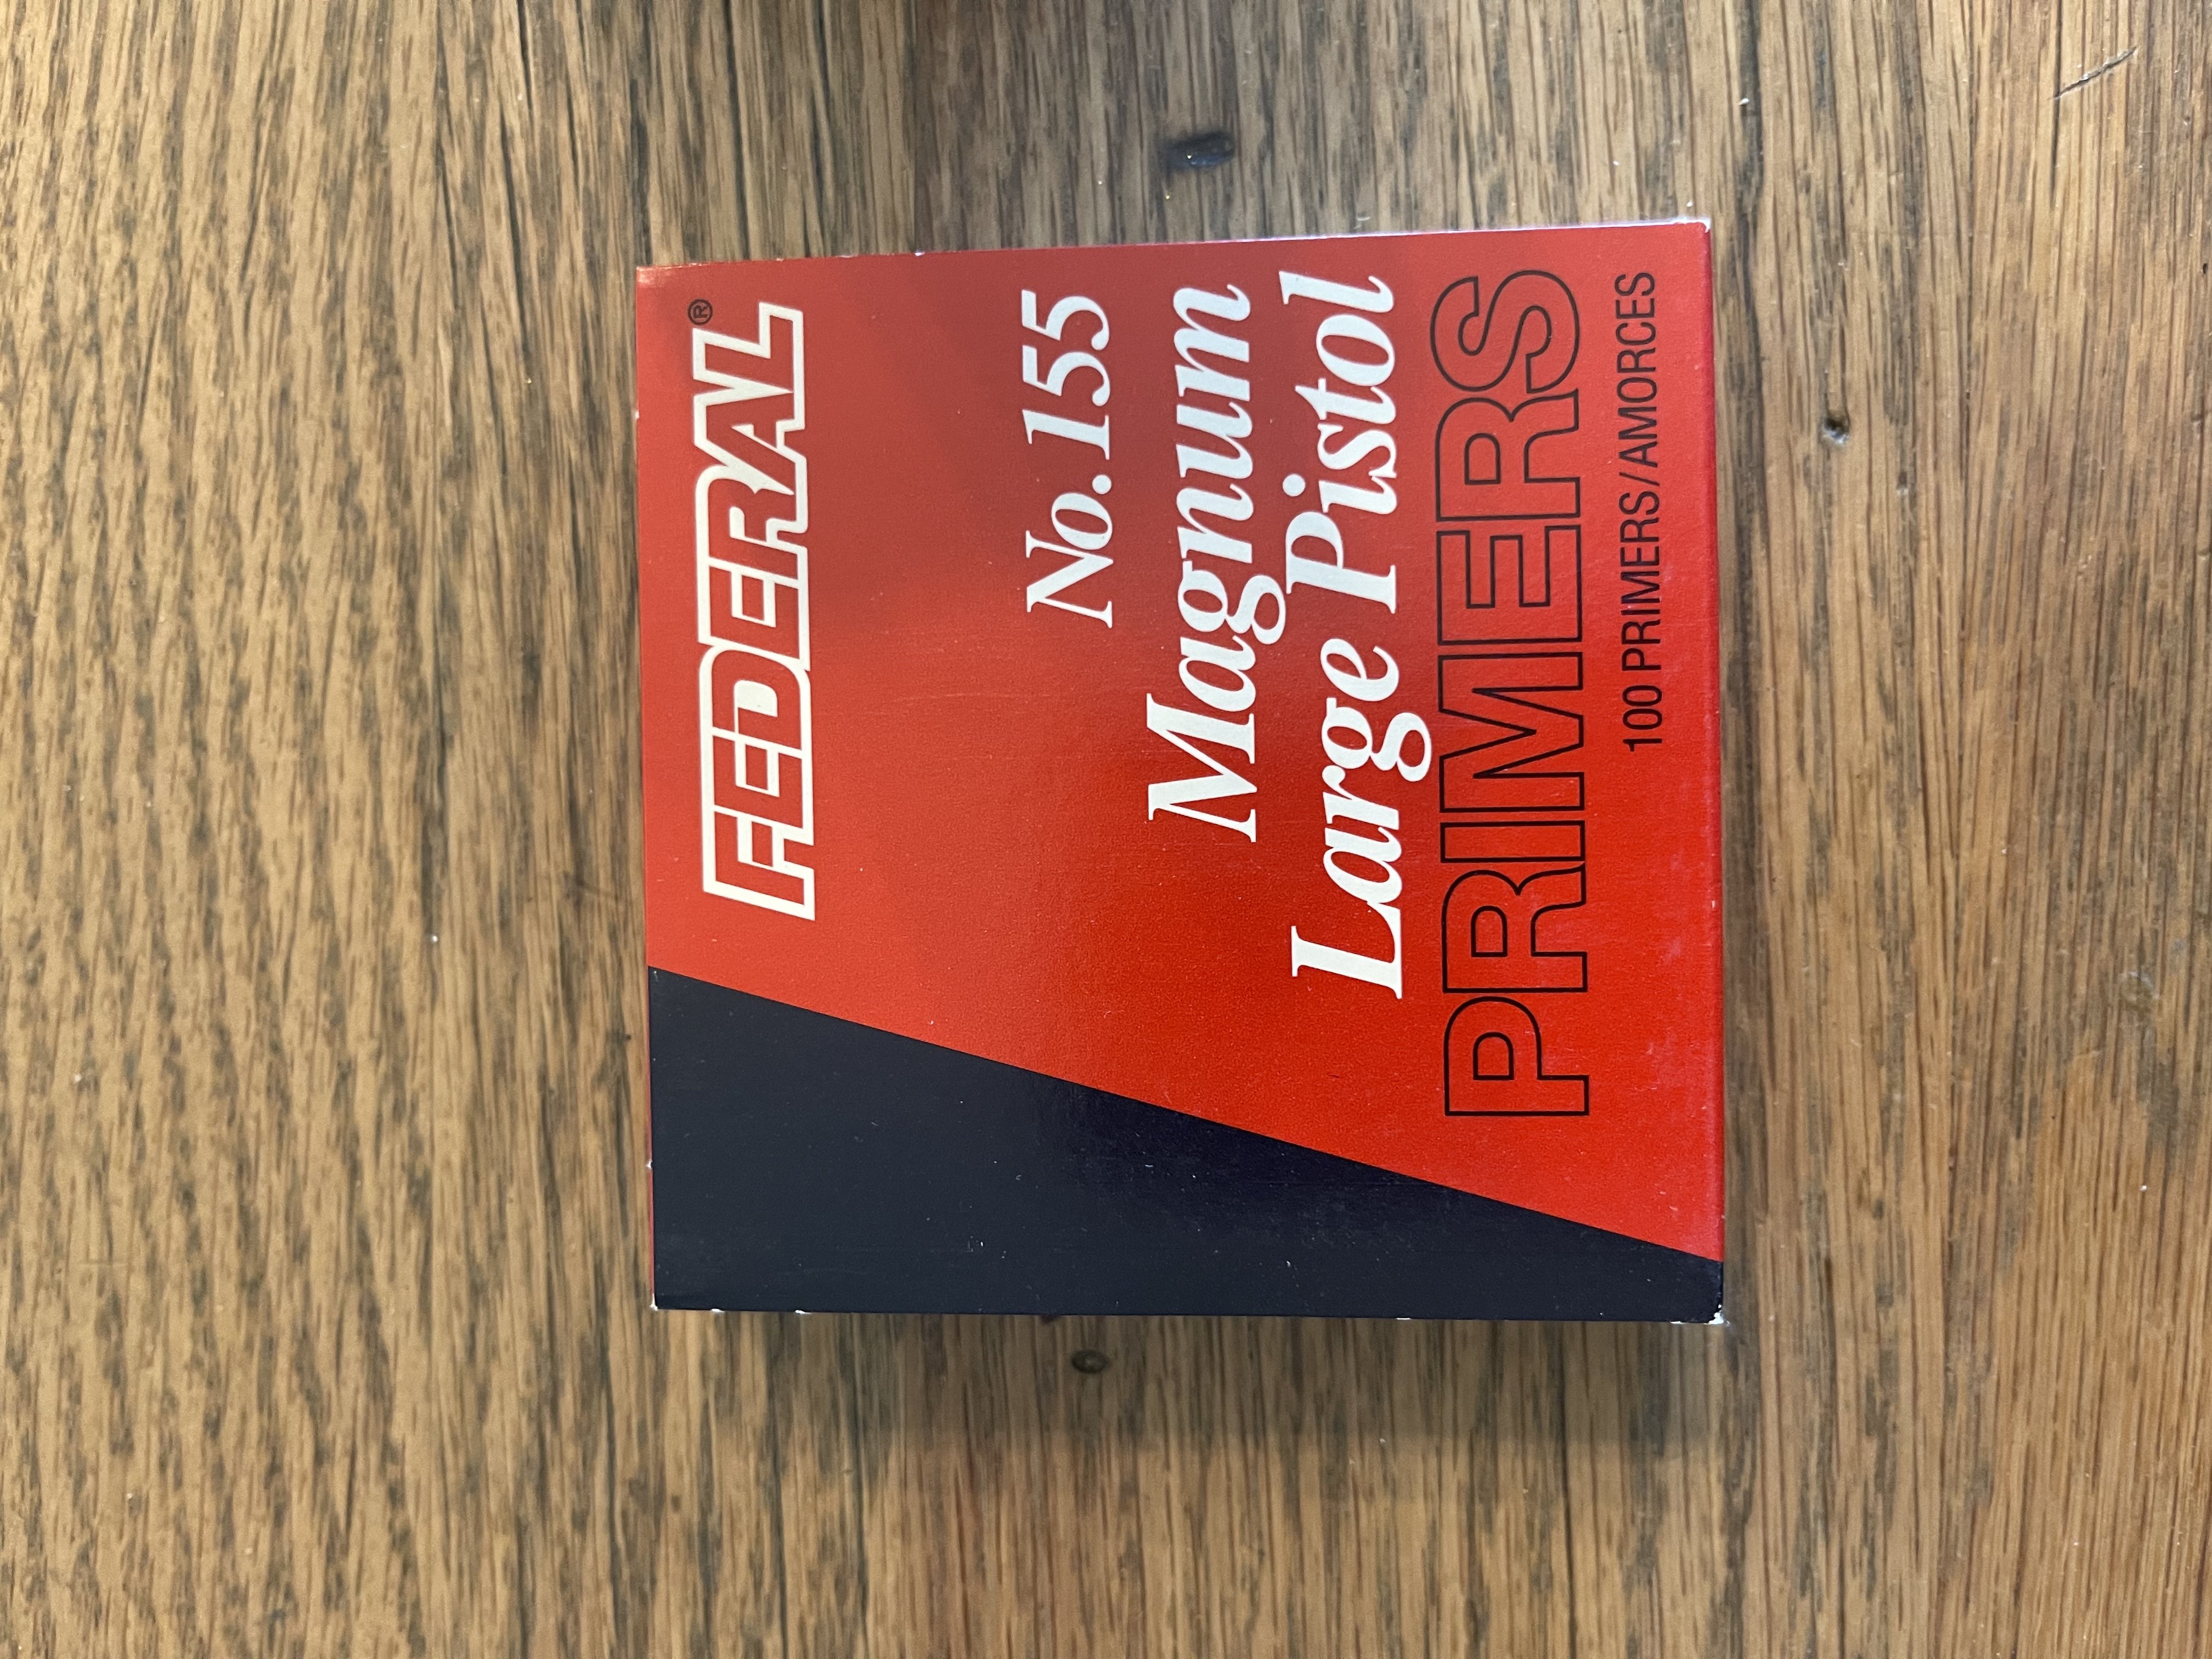 FEDERAL®
No. 155
Magnum
Large Pistol
PRIMERS
100 PRIMERS/AMORCES